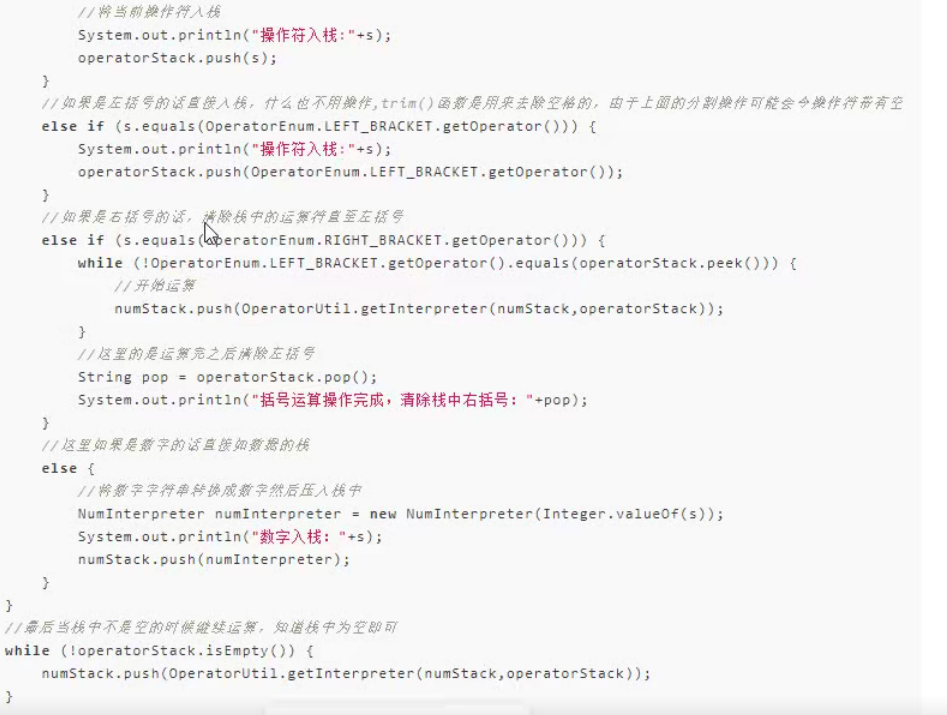 //将当前操作符入栈
System.out.println("操作符入栈:"+s);
operatorStack.push(s);
}
//如果是左括号的话直接入栈，什么也不用操作,trim()函数是用来去除空格的，由于上面的分割操作可能会令操作符带有空
else if (s.equals(OperatorEnum.LEFT_BRACKET.getOperator())) {
System.out.println("操作符入栈:"+s);
operatorStack.push(OperatorEnum.LEFT_BRACKET.getOperator());
}
//如果是右括号的话，清除栈中的运算符直至左括号
else if (s.equals(OperatorEnum.RIGHT_BRACKET.getOperator())) {
while (!OperatorEnum.LEFT_BRACKET.getOperator().equals(operatorStack.peek())) {
//开始运算
numStack.push(OperatorUtil.getInterpreter(numStack,operatorStack));
}
//这里的是运算完之后清除左括号
String pop = operatorStack.pop();
System.out.println("括号运算操作完成，清除栈中右括号："+pop);
}
//这里如果是数字的话直接如数据的栈
else {
//将数字字符串转换成数字然后压入栈中
NumInterpreter numInterpreter = new NumInterpreter(Integer.valueOf(s));
System.out.println("数字入栈："+s);
numStack.push(numInterpreter);
}
}
//最后当栈中不是空的时候继续运算，知道栈中为空即可
while (!operatorStack.isEmpty()) {
numStack.push(OperatorUtil.getInterpreter(numStack,operatorStack));
}